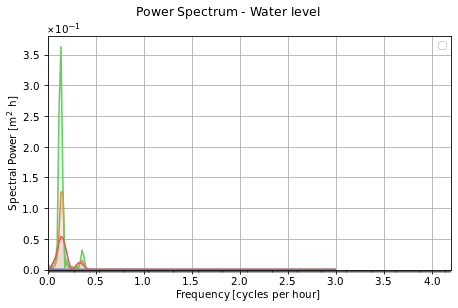 Power Spectrum - Water level
×10⁻¹
3.5
3.0
2.5
2.0
1.5
1.0
0.5
0.0
Spectral Power [m² h]
0.0 0.5 1.0 1.5 2.0 2.5 3.0 3.5 4.0
Frequency [cycles per hour]